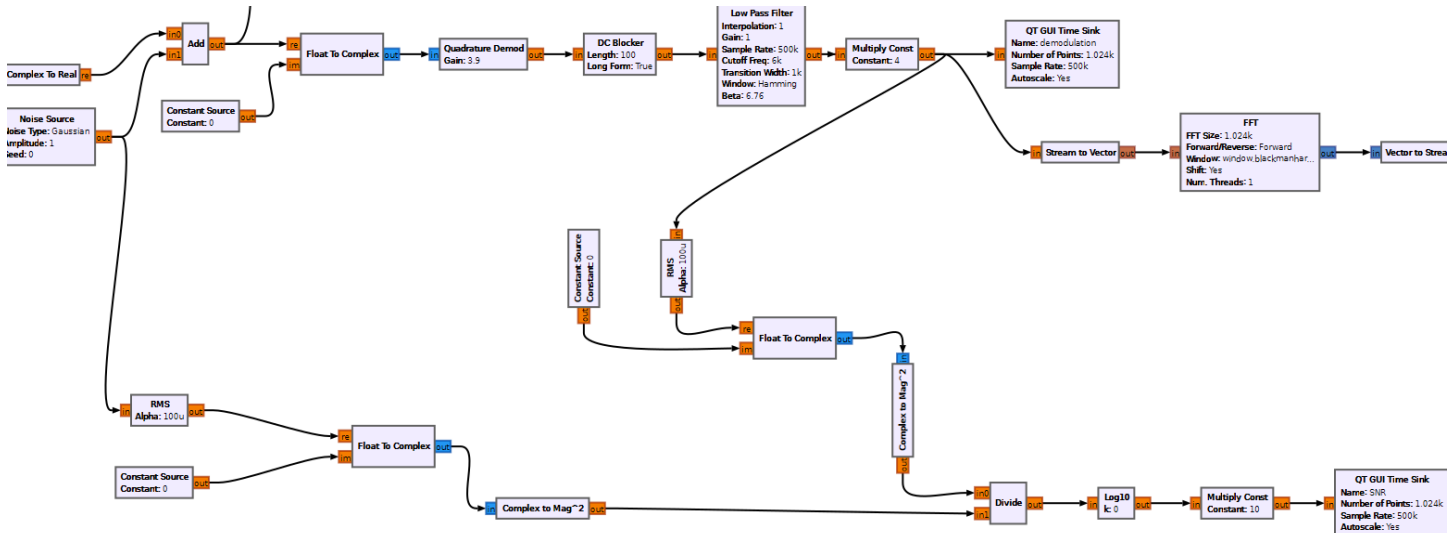 Low Pass Filter
Interpolation: 1
Gain: 1
Sample Rate: 500k
Cutoff Freq: 6k
Transition Width: 1k
Window: Hamming
Beta: 6.76
in0
in1
Add
out
re
im
Float To Complex
out
in
Quadrature Demod
Gain: 3.9
out
in
DC Blocker
Length: 100
Long Form: True
out
in
out
in
Multiply Const
Constant: 4
out
in
QT GUI Time Sink
Name: demodulation
Number of Points: 1.024k
Sample Rate: 500k
Autoscale: Yes
Complex To Real
re
Constant Source
Constant: 0
out
Noise Source
Noise Type: Gaussian
Amplitude: 1
Seed: 0
out
in
Stream to Vector
out
in
FFT
FFT Size: 1.024k
Forward/Reverse: Forward
Window: window.blackmanhar...
Shift: Yes
Num. Threads: 1
out
in
Vector to Strea
Constant Source
Constant: 0
out
in
RMS
Alpha: 100u
out
re
im
Float To Complex
out
in
Complex to Mag^2
out
in
RMS
Alpha: 100u
out
re
im
Float To Complex
out
Constant Source
Constant: 0
out
in
Complex to Mag^2
out
in0
in1
Divide
out
in
Log10
k: 0
out
in
Multiply Const
Constant: 10
out
in
QT GUI Time Sink
Name: SNR
Number of Points: 1.024k
Sample Rate: 500k
Autoscale: Yes